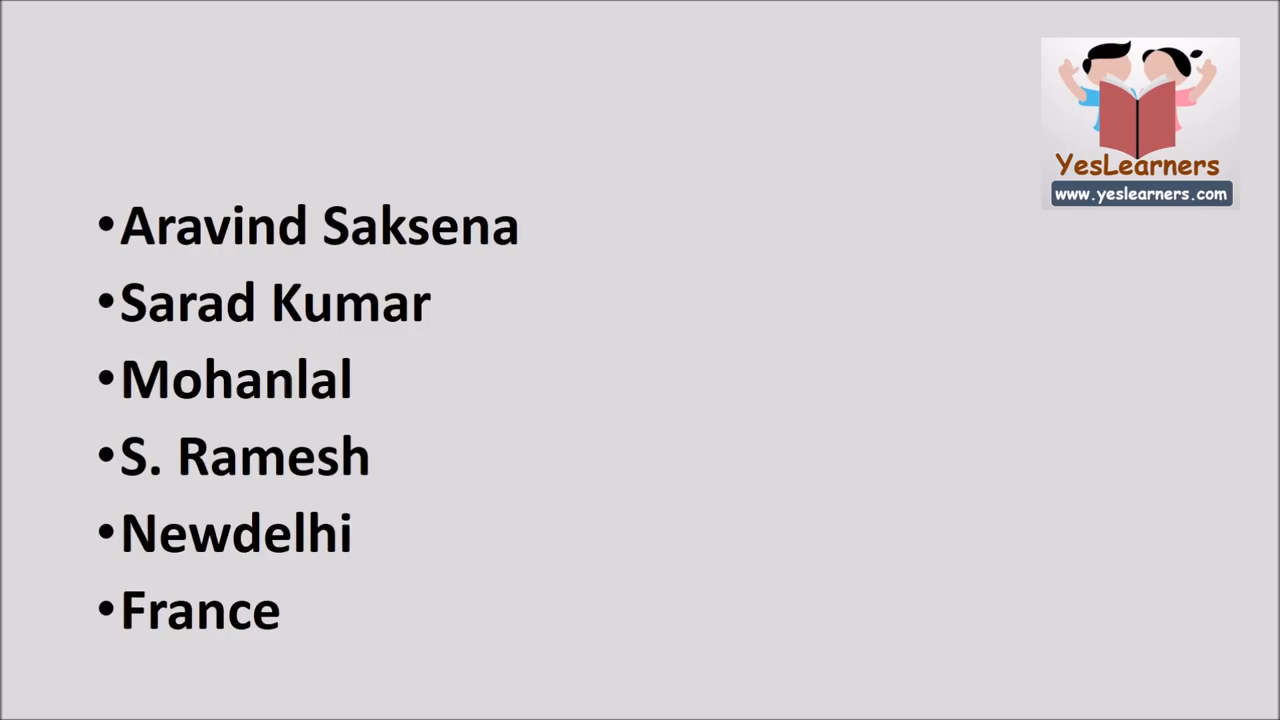 YesLearners
www.yeslearners.com
•Aravind Saksena
•Sarad Kumar
•Mohanlal
•S. Ramesh
•Newdelhi
•France